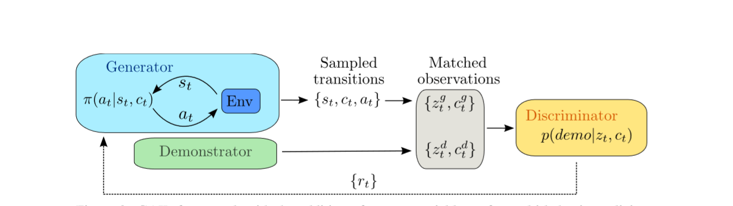 Generator
π(a_t|s_t, c_t)
s_t
a_t
Env
Sampled
transitions
{s_t, c_t, a_t}
Matched
observations
{z_t^g, c_t^g}
{z_t^d, c_t^d}
Discriminator
p(demo|z_t, c_t)
Demonstrator
{r_t}